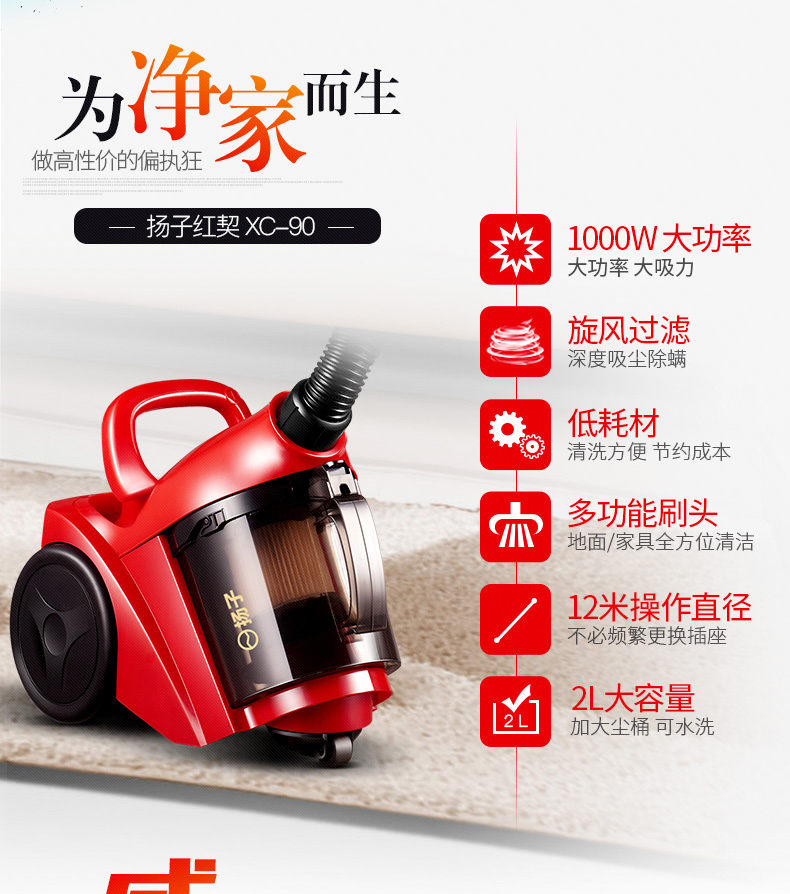 为净家而生
做高性价的偏执狂
— 扬子红契 XC-90 —
1000W 大功率
大功率 大吸力
旋风过滤
深度吸尘除螨
低耗材
清洗方便 节约成本
多功能刷头
地面/家具全方位清洁
12米操作直径
不必频繁更换插座
2L大容量
加大尘桶 可水洗
2L
扬子